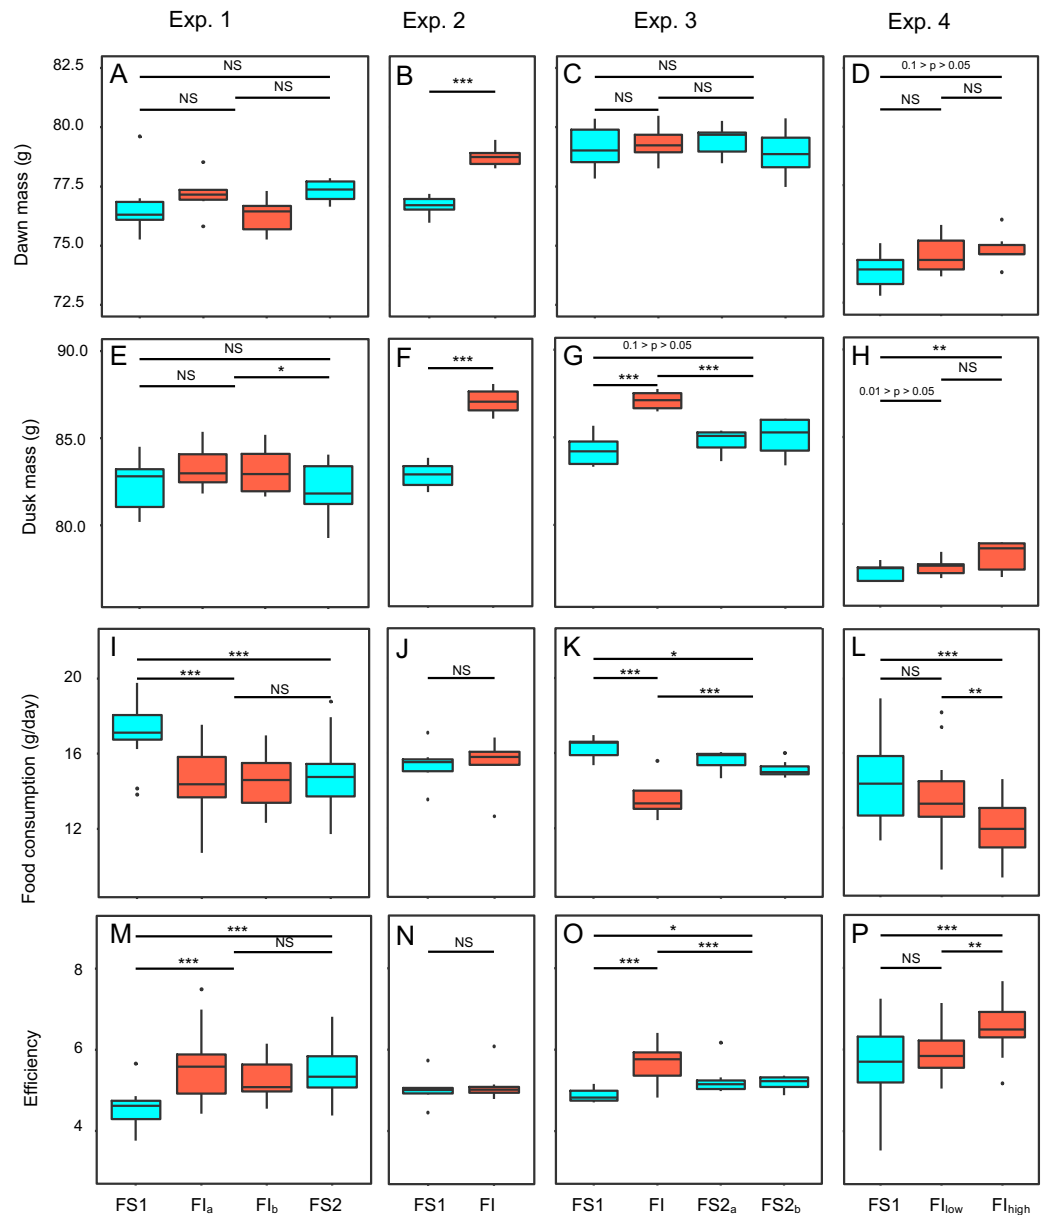 Exp. 1 Exp. 2 Exp. 3 Exp. 4
Dawn mass (g)
82.5
80.0
77.5
75.0
72.5
A
NS
NS
NS
B
***
C
NS
NS
NS
D
0.1 > p > 0.05
NS
NS
Dusk mass (g)
90.0
85.0
80.0
E
NS
*
NS
F
***
G
0.1 > p > 0.05
***
***
H
**
NS
0.01 > p > 0.05
Food consumption (g/day)
20
16
12
I
***
***
NS
J
NS
K
*
***
***
L
***
NS
**
Efficiency
8
6
4
M
***
NS
***
N
NS
O
*
***
***
P
***
**
NS
FS1 FIa FIb FS2 FS1 FI FS1 FI FS2a FS2b FS1 FIlow FIhigh